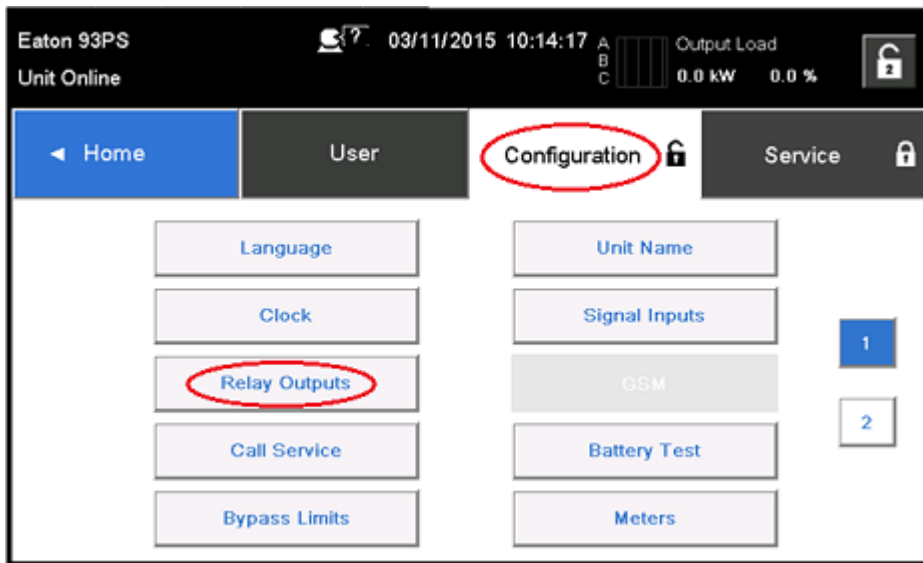 Eaton 93PS ? 03/11/2015 10:14:17 A Output Load
B
Unit Online C 0.0 kW 0.0 % 2
◄ Home User Configuration Service
Language Unit Name
Clock Signal Inputs
1
Relay Outputs GSM
2
Call Service Battery Test
Bypass Limits Meters